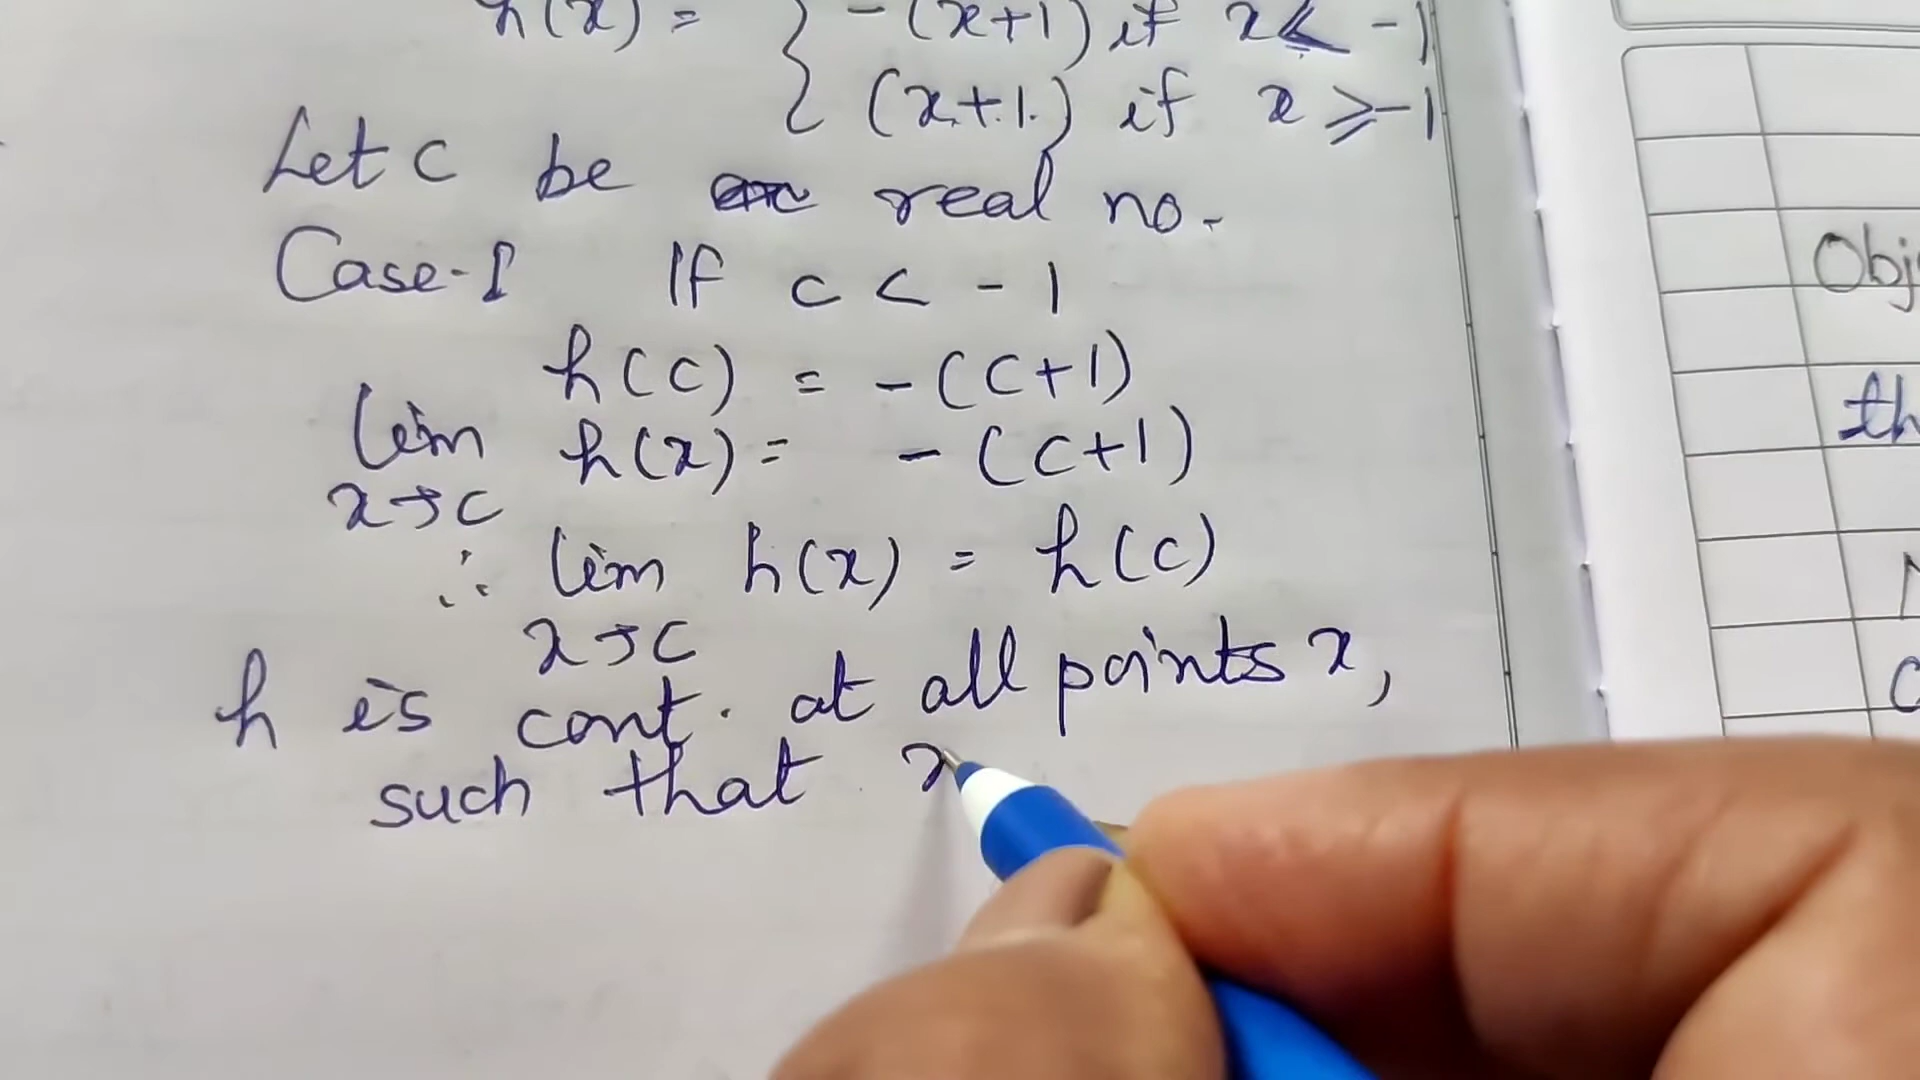 h(x) = { -(x+1) if x < -1
(x+1) if x ≥ -1
Let c be real no.
Case-I If c < -1
h(c) = -(c+1)
lim h(x) = -(c+1)
x→c
∴ lim h(x) = h(c)
x→c
h is cont. at all points x,
such that x
Obj
th